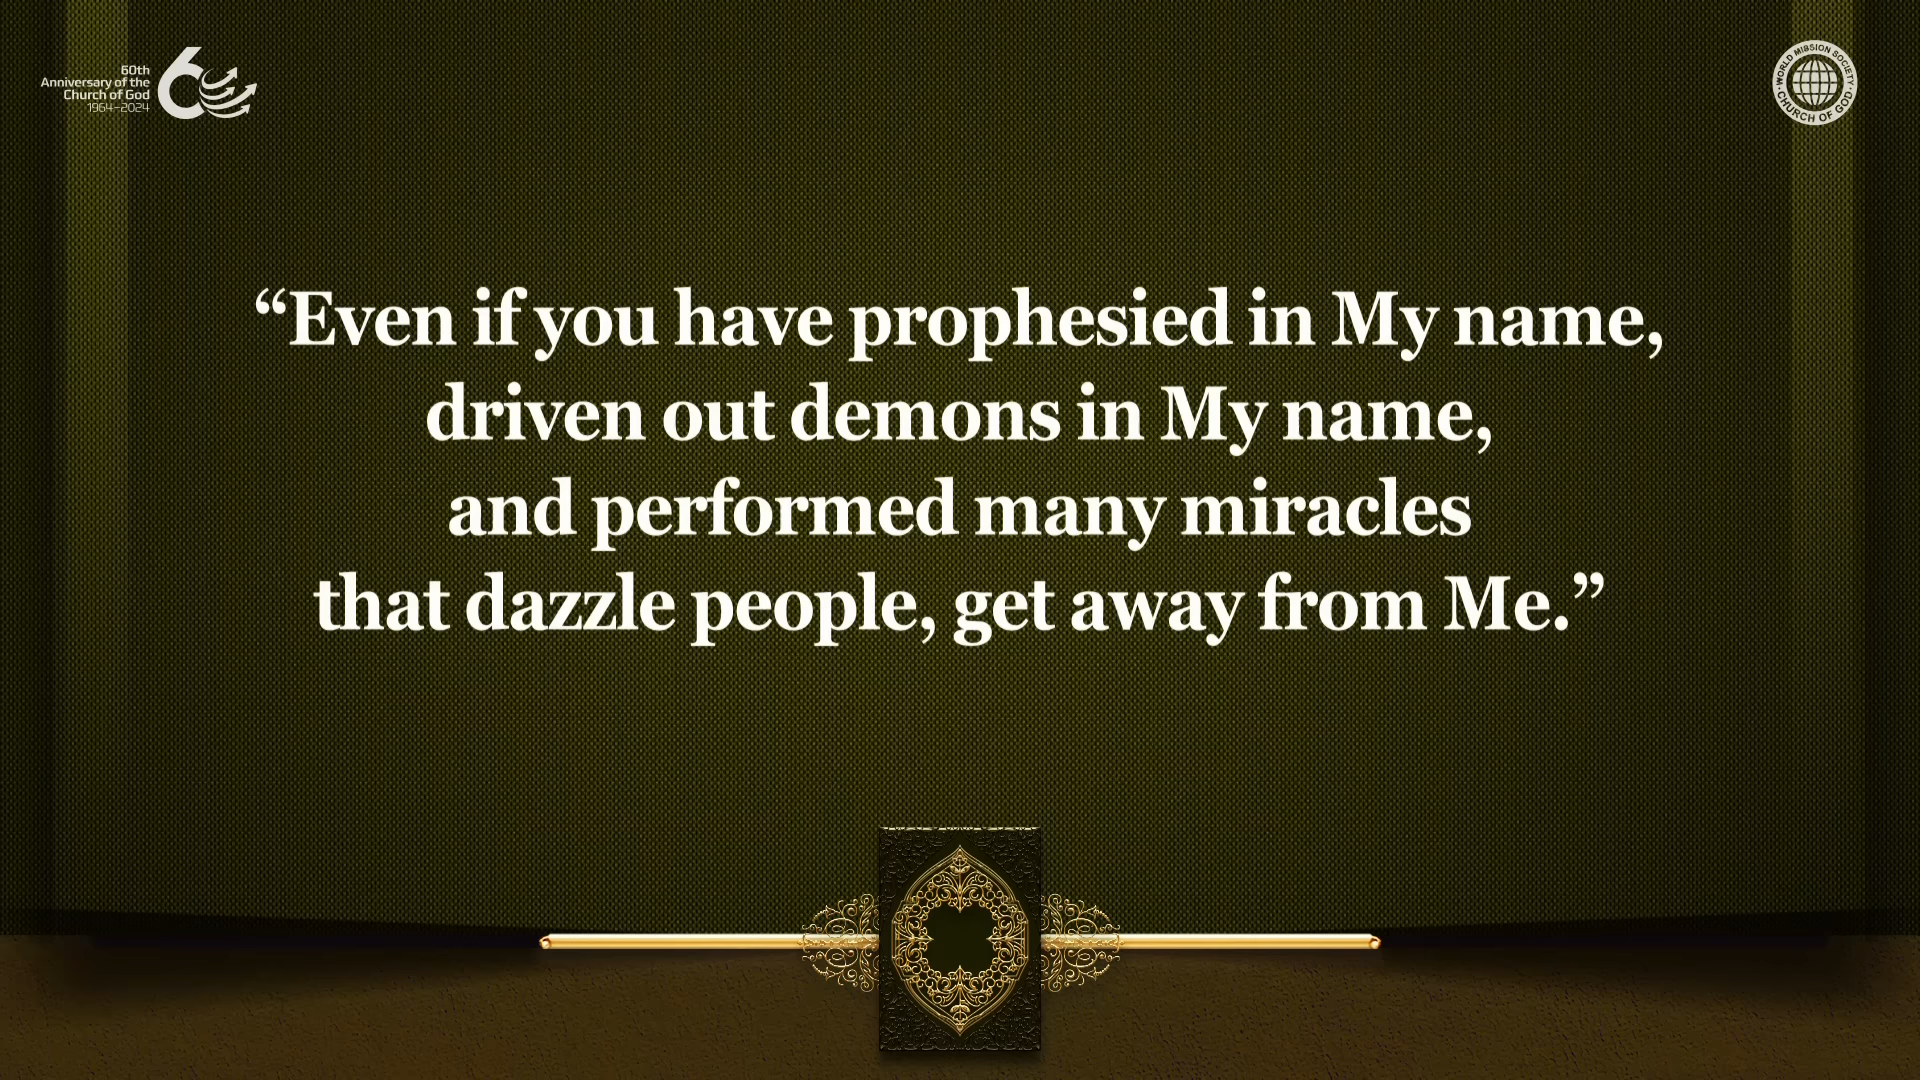 60th
Anniversary of the
Church of God
1964–2024
WORLD MISSION SOCIETY
CHURCH OF GOD
“Even if you have prophesied in My name,
driven out demons in My name,
and performed many miracles
that dazzle people, get away from Me.”